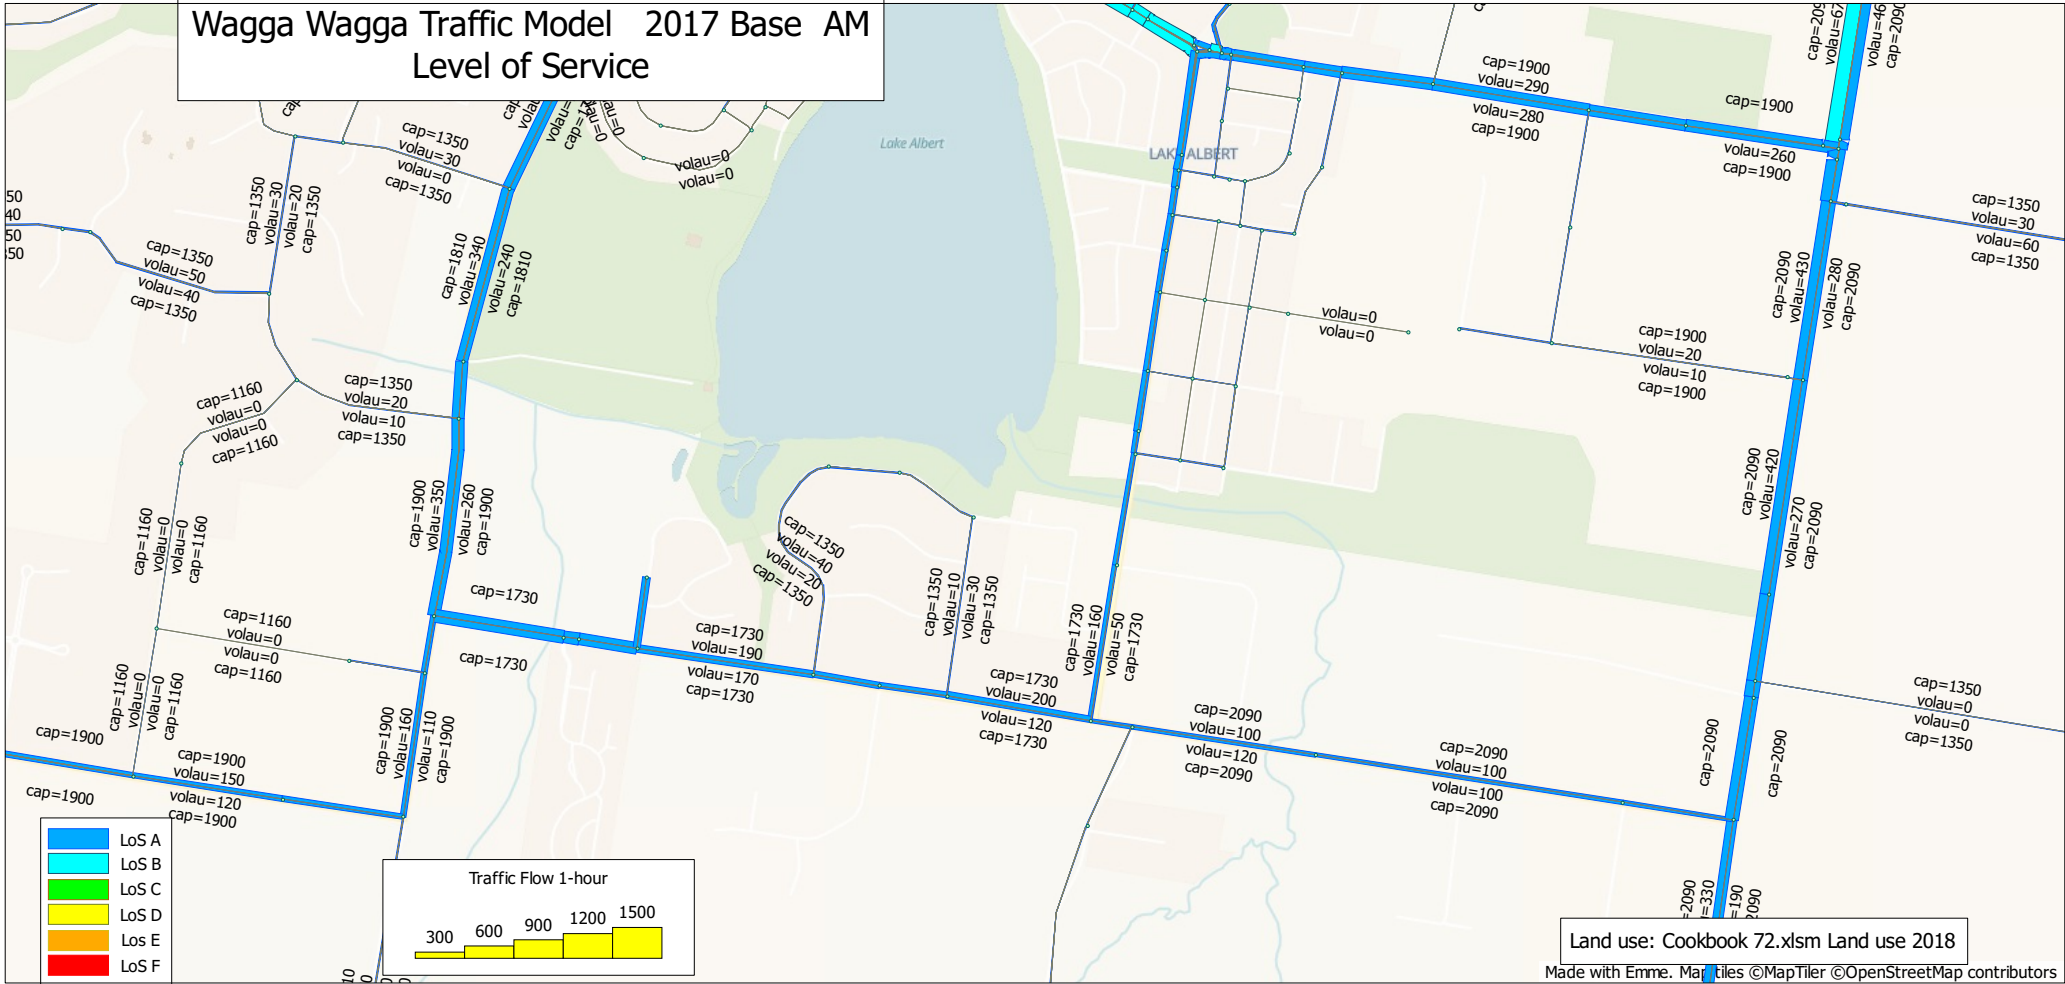 Wagga Wagga Traffic Model 2017 Base AM
Level of Service
Lake Albert
LAKE ALBERT
cap=1900
volau=290
volau=280
cap=1900
cap=1900
volau=260
cap=1900
cap=2090
cap=1350
volau=30
volau=0
cap=1350
volau=0
volau=0
volau=0
cap=1350
volau=30
volau=20
cap=1350
cap=1350
volau=50
volau=40
cap=1350
cap=1810
volau=340
volau=240
cap=1810
cap=1350
volau=30
volau=60
cap=1350
cap=2090
volau=430
volau=280
cap=2090
volau=0
volau=0
cap=1900
volau=20
volau=10
cap=1900
cap=1160
volau=0
volau=0
cap=1160
cap=1350
volau=20
volau=10
cap=1350
cap=1900
volau=350
volau=260
cap=1900
cap=2090
volau=420
volau=270
cap=2090
cap=1160
volau=0
volau=0
cap=1160
cap=1350
volau=40
volau=20
cap=1350
cap=1350
volau=10
volau=30
cap=1350
cap=1730
volau=160
volau=50
cap=1730
cap=1730
cap=1730
cap=1160
volau=0
volau=0
cap=1160
cap=1730
volau=190
volau=170
cap=1730
cap=1730
volau=200
volau=120
cap=1730
cap=1160
volau=0
volau=0
cap=1160
cap=1900
volau=160
volau=110
cap=1900
cap=2090
volau=100
volau=120
cap=2090
cap=2090
volau=100
volau=100
cap=2090
cap=2090
cap=2090
cap=1350
volau=0
volau=0
cap=1350
cap=1900
cap=1900
cap=1900
volau=150
volau=120
cap=1900
LoS A
LoS B
LoS C
LoS D
Los E
LoS F
Traffic Flow 1-hour
300 600 900 1200 1500
Land use: Cookbook 72.xlsm Land use 2018
Made with Emme. Map tiles ©MapTiler ©OpenStreetMap contributors